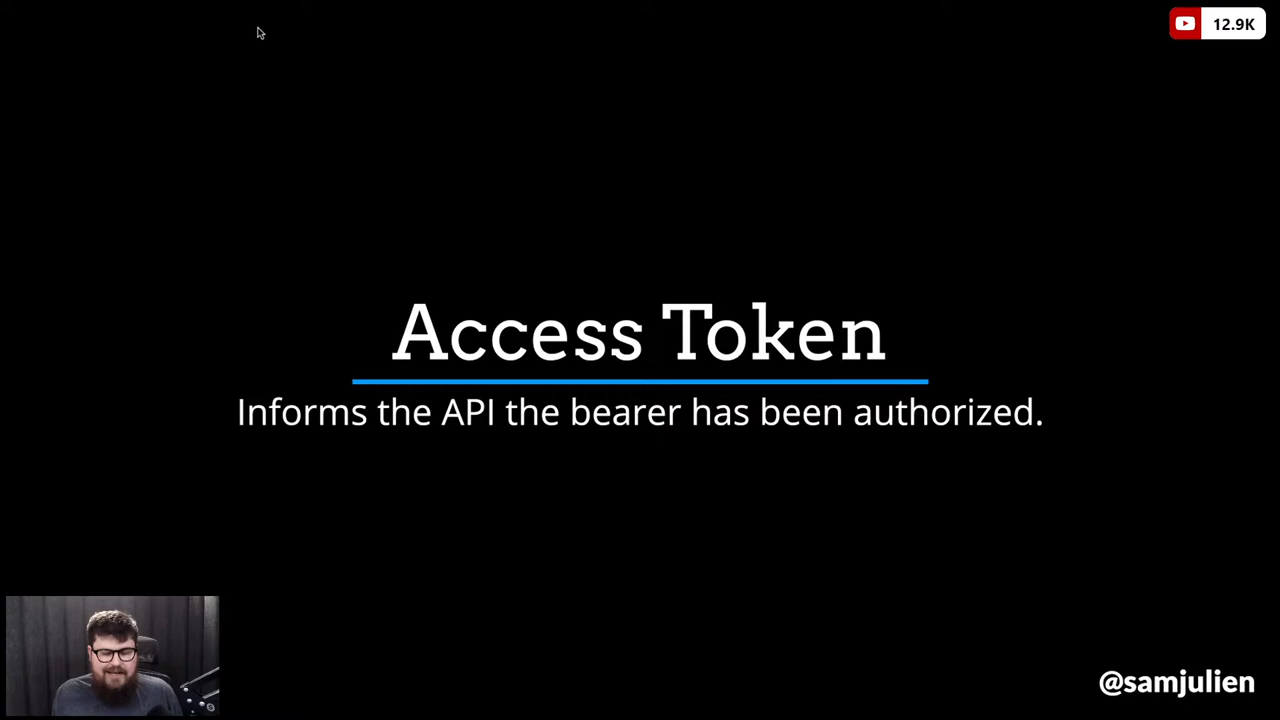 12.9K
Access Token
Informs the API the bearer has been authorized.
@samjulien